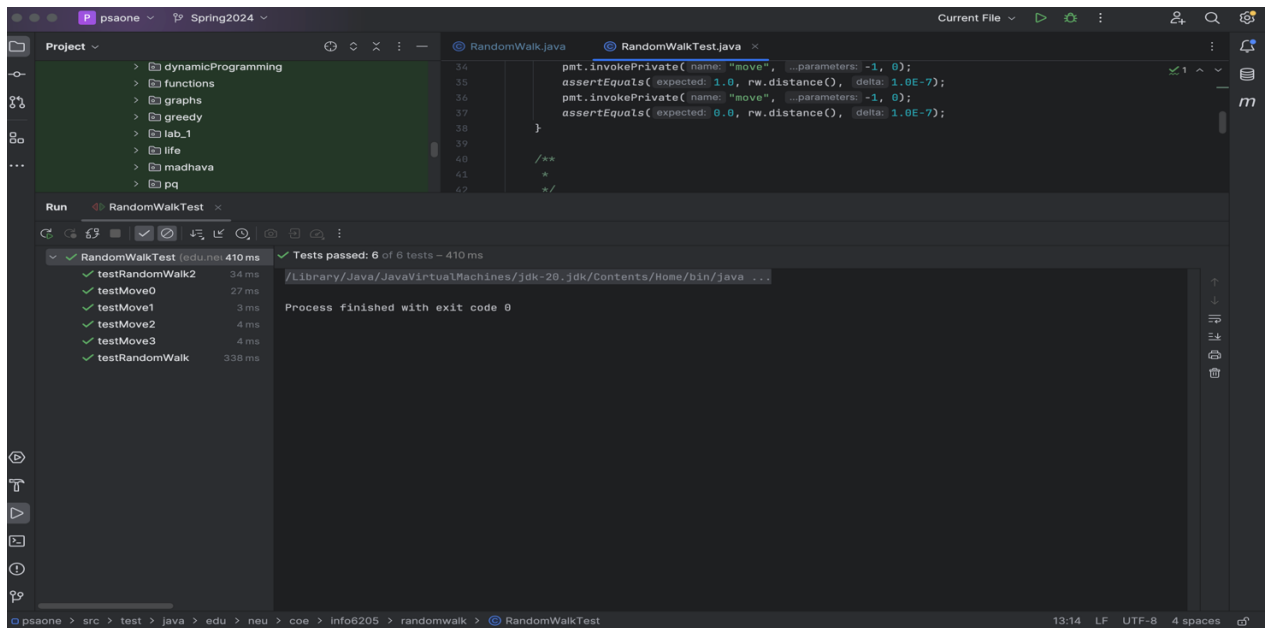 P psaone Spring2024 Current File
Project RandomWalk.java RandomWalkTest.java
dynamicProgramming
functions
graphs
greedy
lab_1
life
madhava
pq
34 pmt.invokePrivate( name: "move", ...parameters: -1, 0);
35 assertEquals( expected: 1.0, rw.distance(), delta: 1.0E-7);
36 pmt.invokePrivate( name: "move", ...parameters: -1, 0);
37 assertEquals( expected: 0.0, rw.distance(), delta: 1.0E-7);
38 }
39
40 /**
41 *
42 */
1
m
Run RandomWalkTest
RandomWalkTest (edu.nei 410 ms
testRandomWalk2 34 ms
testMove0 27 ms
testMove1 3 ms
testMove2 4 ms
testMove3 4 ms
testRandomWalk 338 ms
Tests passed: 6 of 6 tests – 410 ms
/Library/Java/JavaVirtualMachines/jdk-20.jdk/Contents/Home/bin/java ...
Process finished with exit code 0
psaone > src > test > java > edu > neu > coe > info6205 > randomwalk > RandomWalkTest 13:14 LF UTF-8 4 spaces